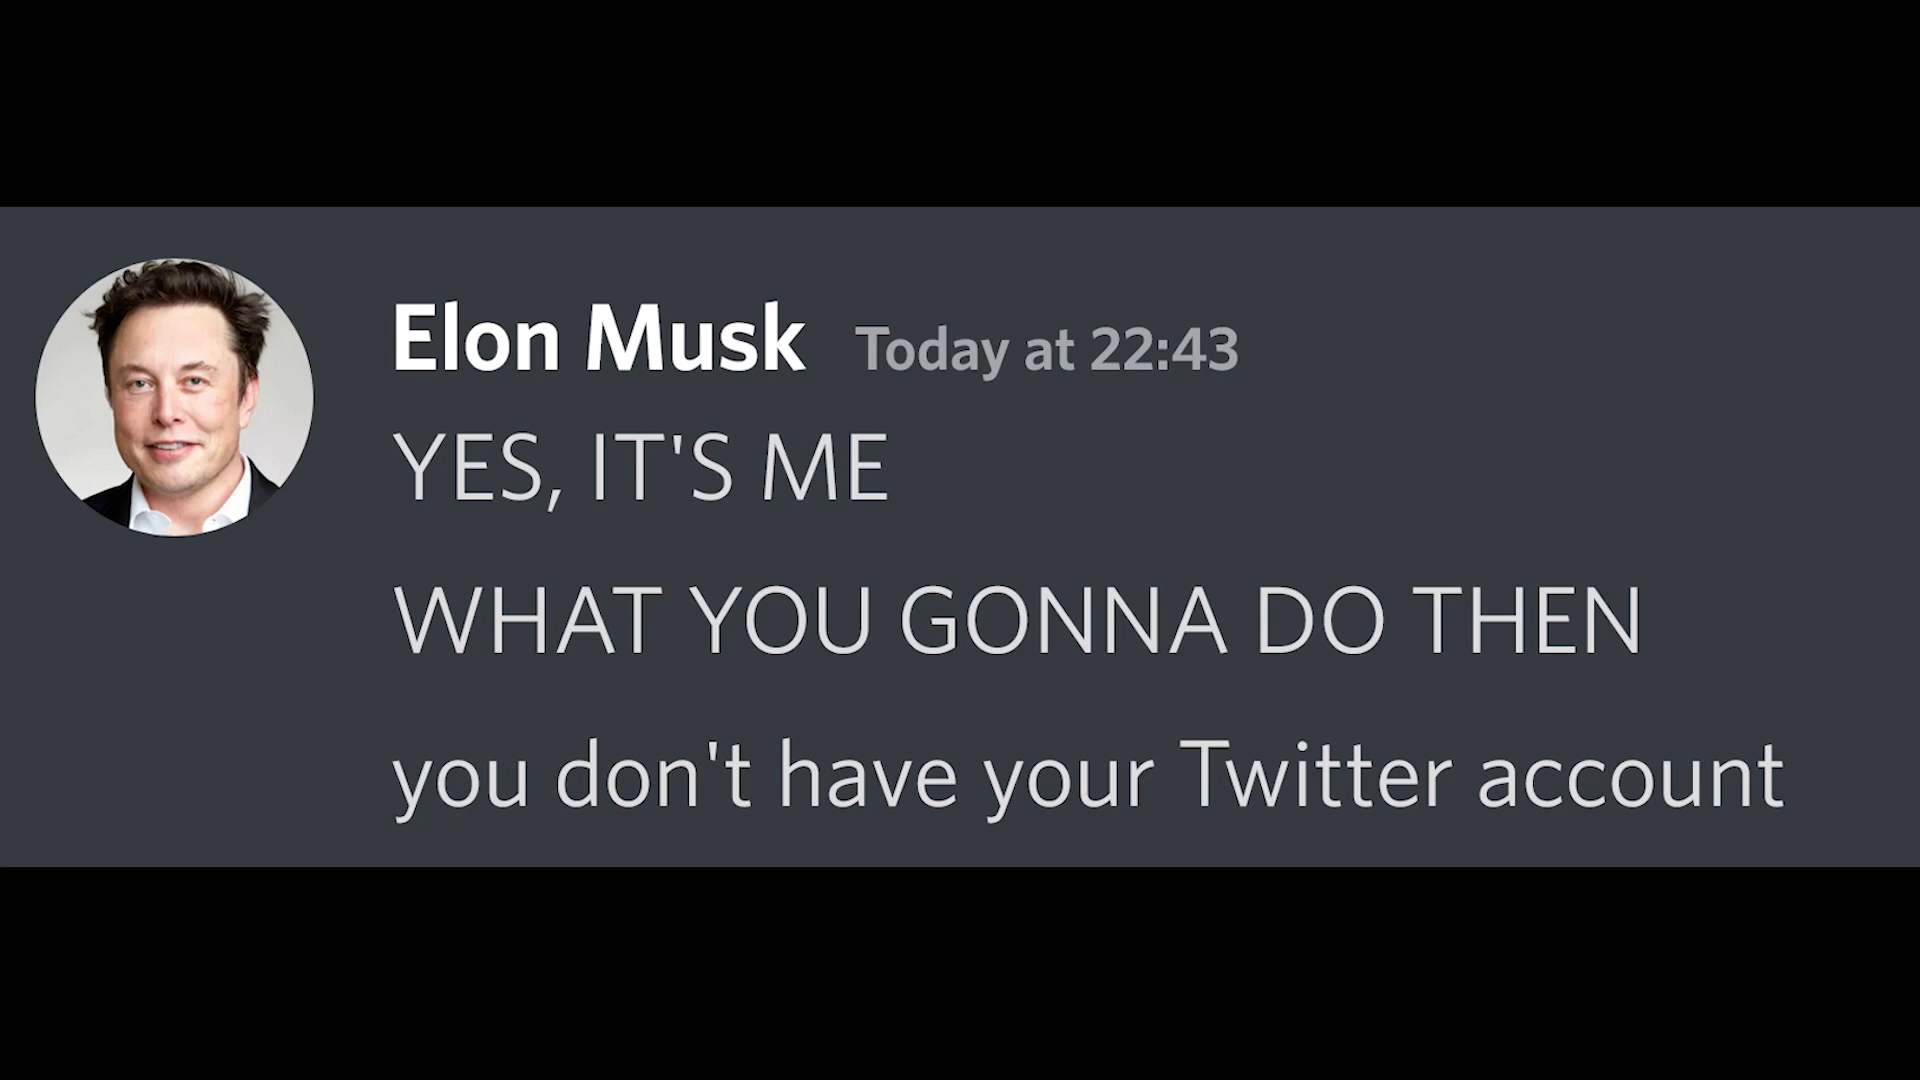 Elon Musk Today at 22:43
YES, IT'S ME
WHAT YOU GONNA DO THEN
you don't have your Twitter account